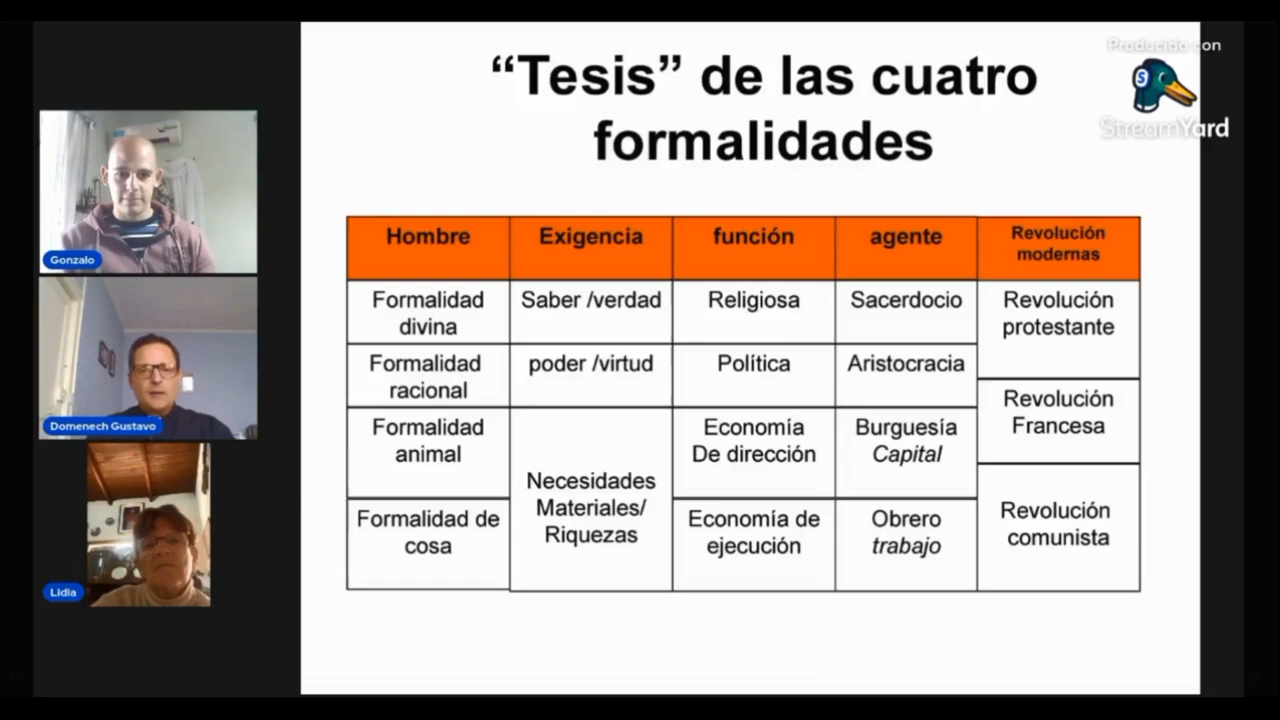 Producido con
StreamYard
“Tesis” de las cuatro
formalidades
Hombre
Exigencia
función
agente
Revolución
modernas
Formalidad
divina
Saber /verdad
Religiosa
Sacerdocio
Revolución
protestante
Formalidad
racional
poder /virtud
Política
Aristocracia
Revolución
Francesa
Formalidad
animal
Necesidades
Materiales/
Riquezas
Economía
De dirección
Burguesía
Capital
Formalidad de
cosa
Economía de
ejecución
Obrero
trabajo
Revolución
comunista
Gonzalo
Domenech Gustavo
Lidia